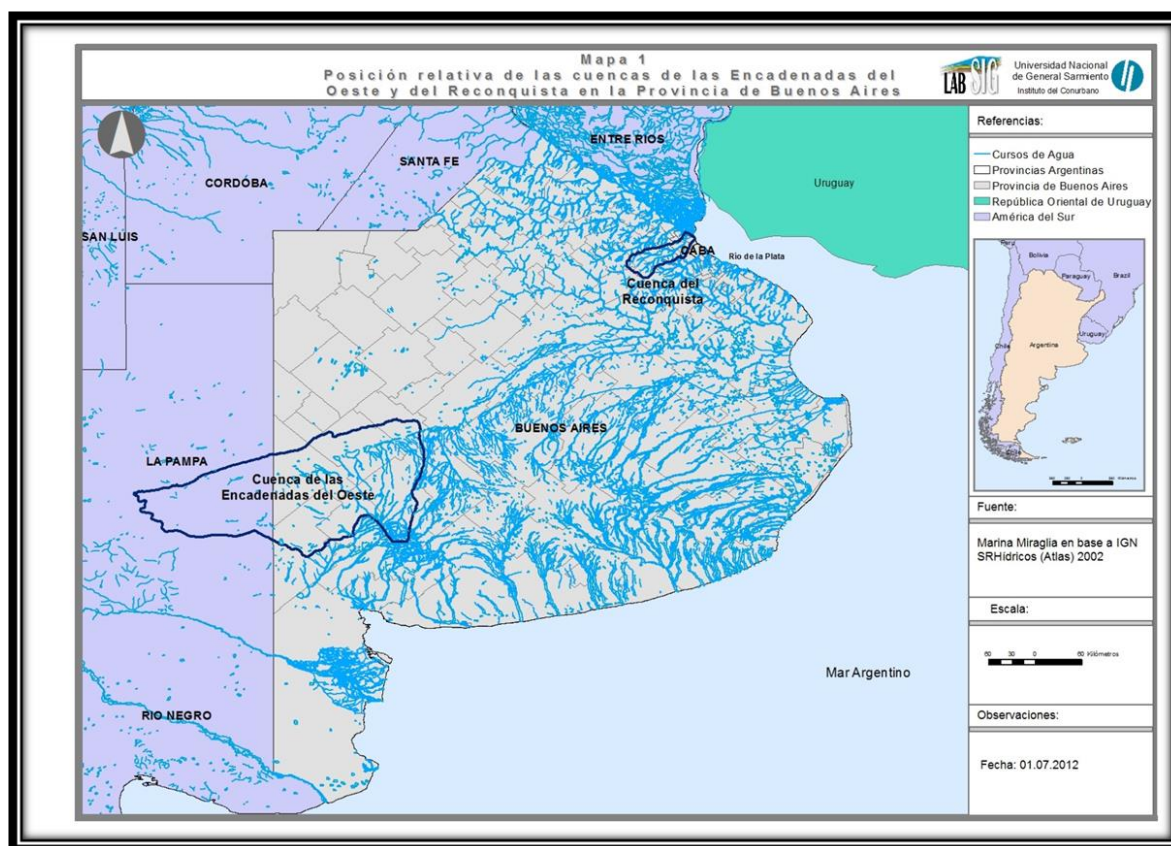 Mapa 1
Posición relativa de las cuencas de las Encadenadas del
Oeste y del Reconquista en la Provincia de Buenos Aires
LAB SIG
Universidad Nacional
de General Sarmiento
Instituto del Conurbano
ENTRE RIOS
SANTA FE
CORDOBA
SAN LUIS
Uruguay
CABA
Rio de la Plata
Cuenca del
Reconquista
BUENOS AIRES
LA PAMPA
Cuenca de las
Encadenadas del Oeste
RIO NEGRO
Mar Argentino
Referencias:
Cursos de Agua
Provincias Argentinas
Provincia de Buenos Aires
República Oriental de Uruguay
América del Sur
Perú
Bolivia
Paraguay
Brazil
Uruguay
Chile
Argentina
Chile
Fuente:
Marina Miraglia en base a IGN
SRHídricos (Atlas) 2002
Escala:
60 30 0 60 Kilómetros
Observaciones:
Fecha: 01.07.2012